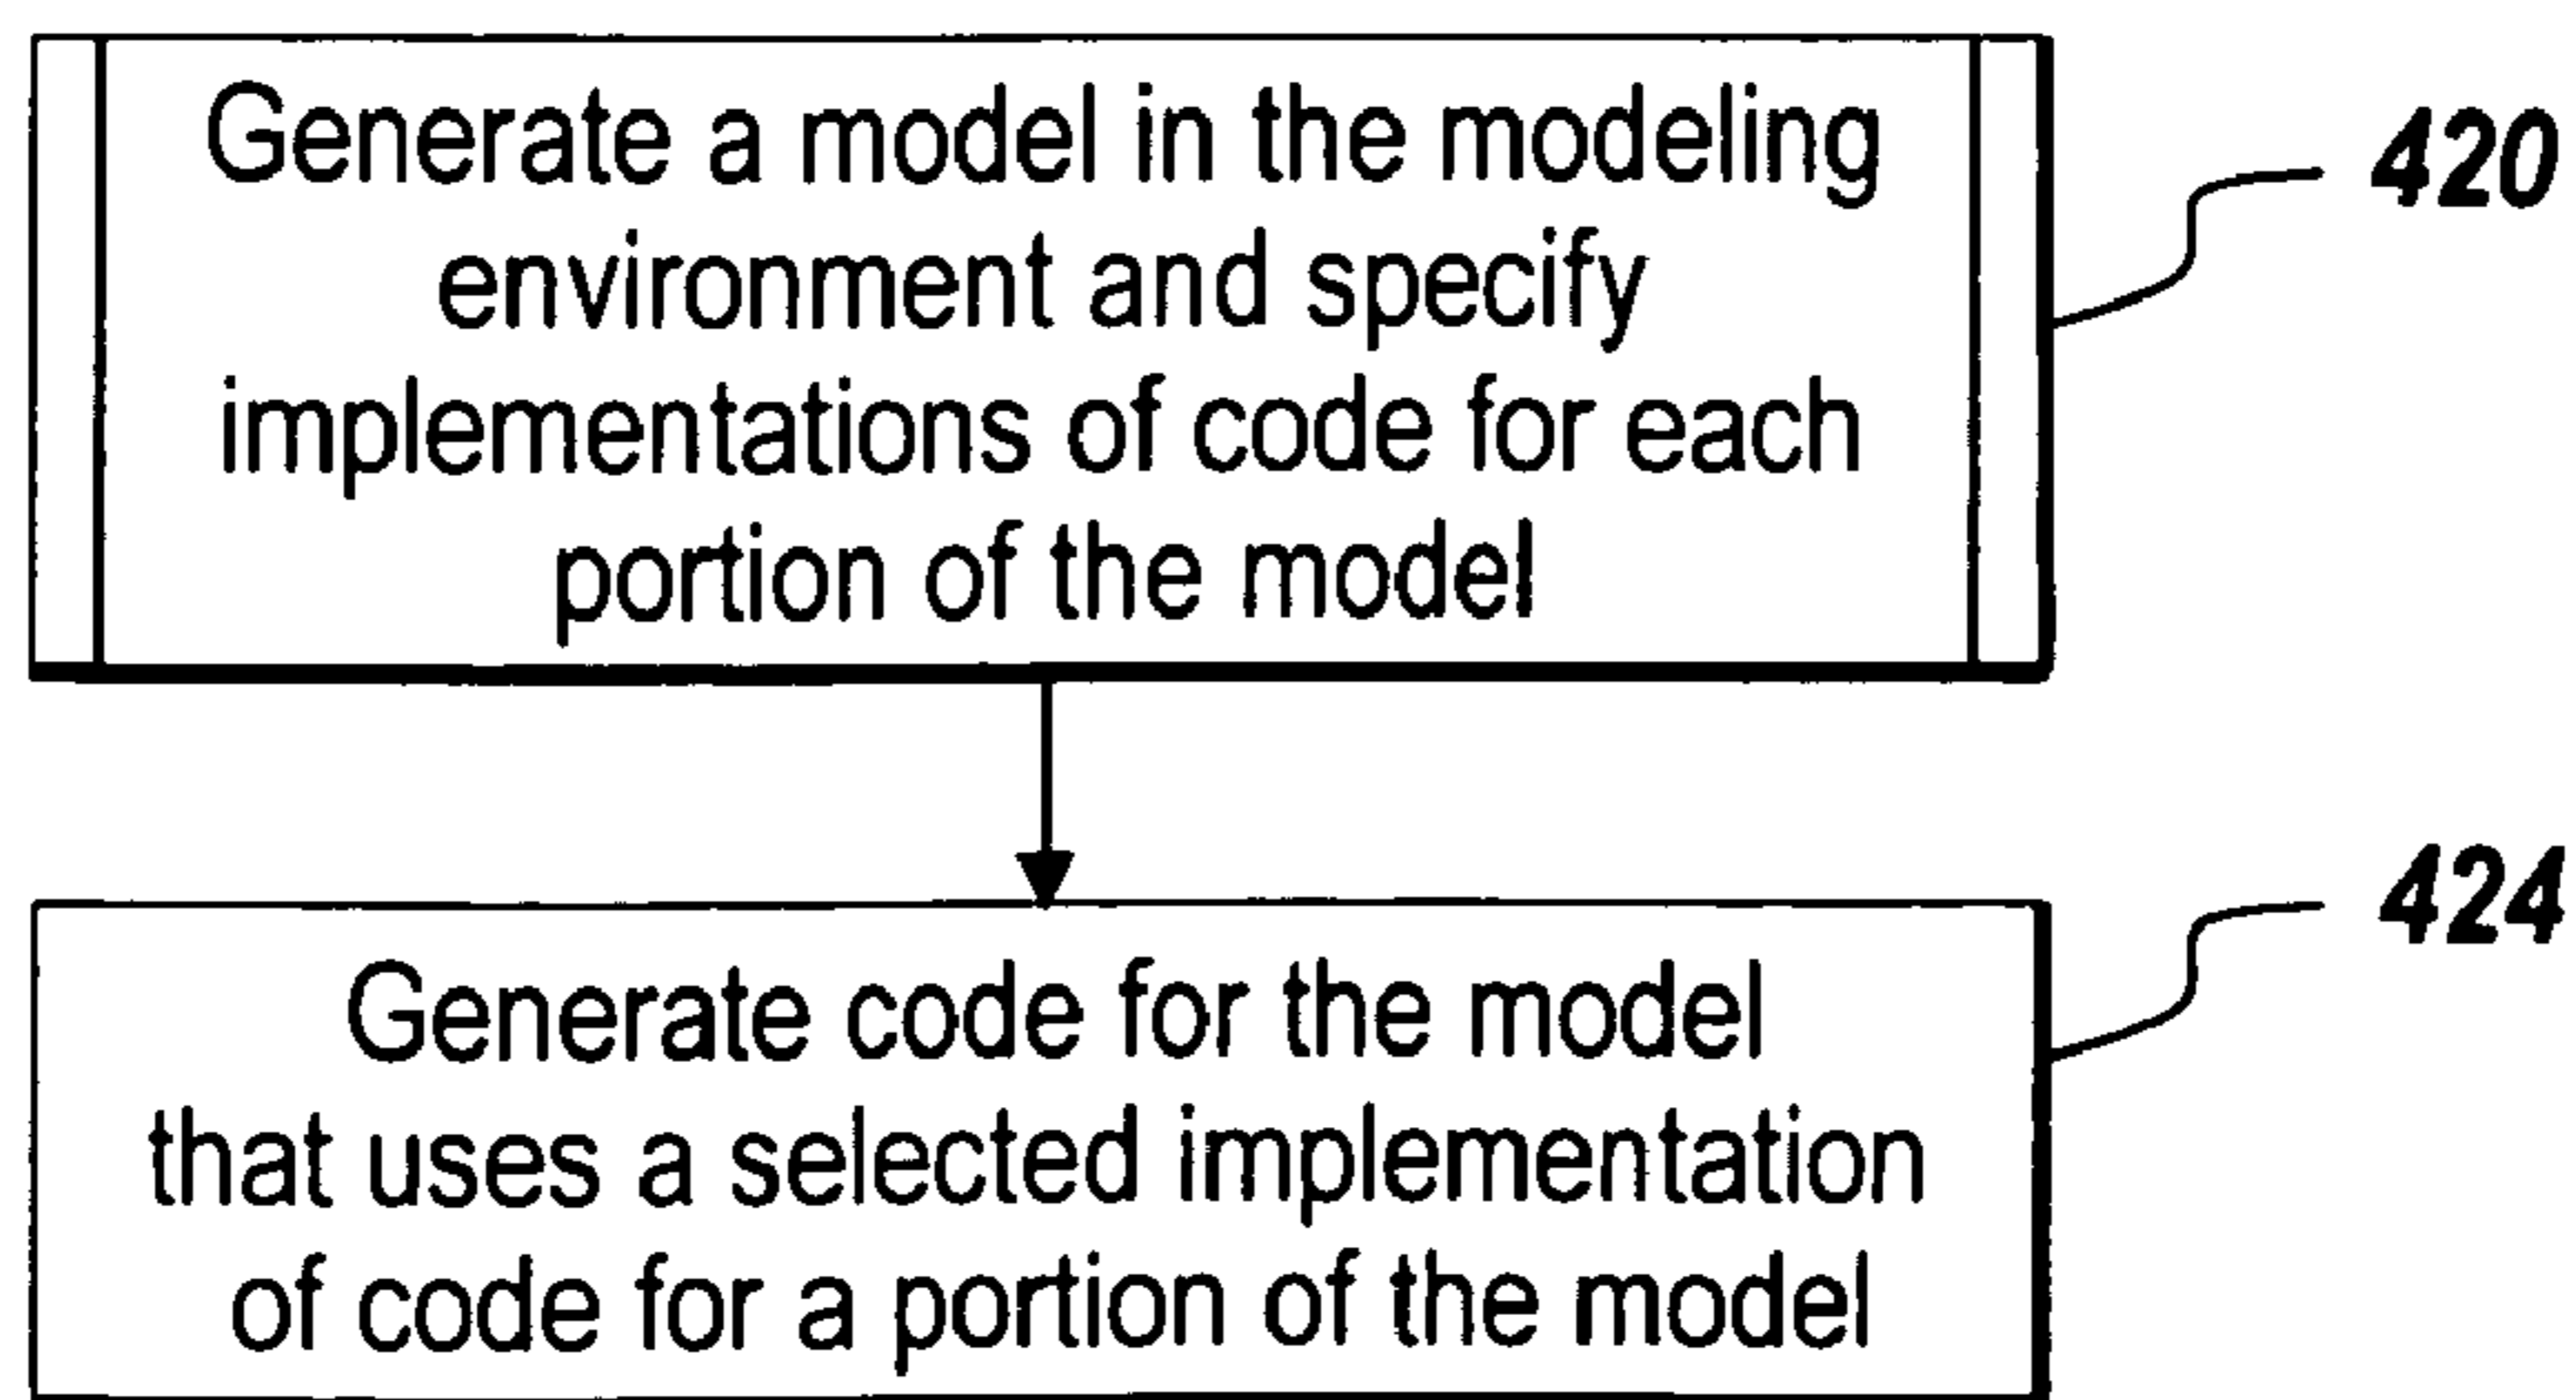 Generate a model in the modeling
environment and specify
implementations of code for each
portion of the model
420
Generate code for the model
that uses a selected implementation
of code for a portion of the model
424